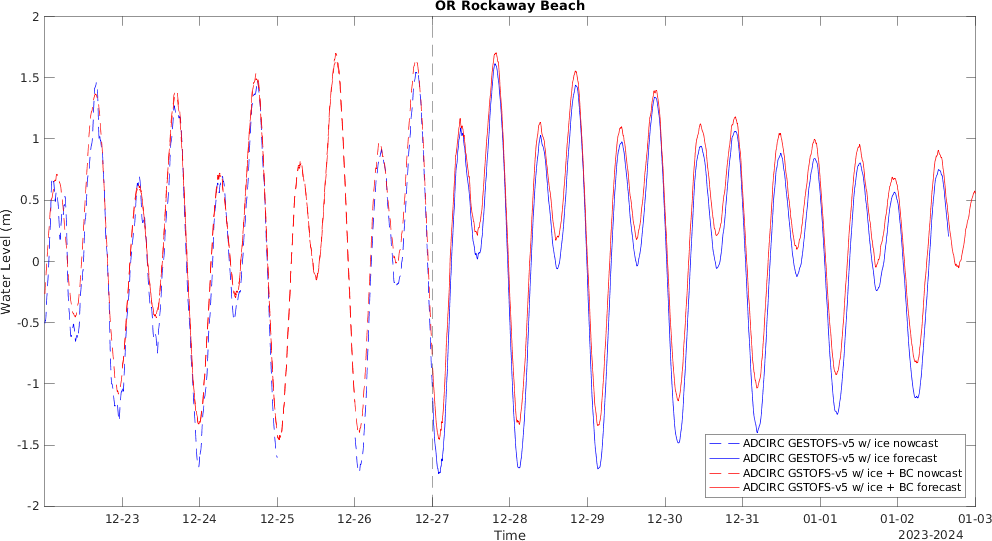 OR Rockaway Beach
2
1.5
1
0.5
0
-0.5
-1
-1.5
-2
Water Level (m)
12-23 12-24 12-25 12-26 12-27 12-28 12-29 12-30 12-31 01-01 01-02 01-03
Time
2023-2024
ADCIRC GESTOFS-v5 w/ ice nowcast
ADCIRC GESTOFS-v5 w/ ice forecast
ADCIRC GSTOFS-v5 w/ ice + BC nowcast
ADCIRC GSTOFS-v5 w/ ice + BC forecast